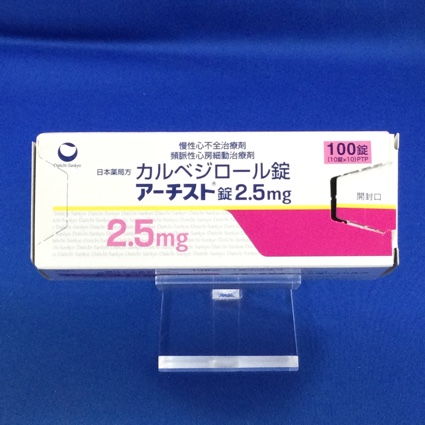 慢性心不全治療剤
頻脈性心房細動治療剤
日本薬局方 カルベジロール錠
アーチスト®錠2.5mg
100錠
(10錠×10)PTP
開封口
2.5mg
Daiichi-Sankyo